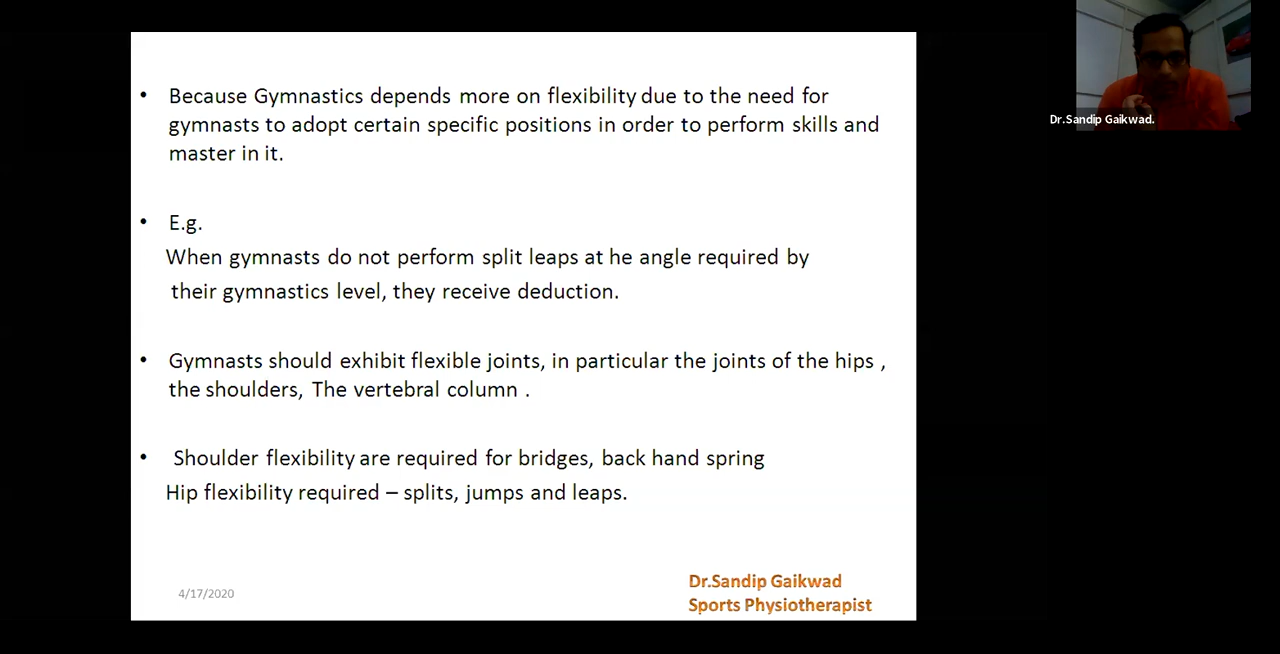 • Because Gymnastics depends more on flexibility due to the need for
gymnasts to adopt certain specific positions in order to perform skills and
master in it.
• E.g.
When gymnasts do not perform split leaps at he angle required by
their gymnastics level, they receive deduction.
• Gymnasts should exhibit flexible joints, in particular the joints of the hips ,
the shoulders, The vertebral column .
• Shoulder flexibility are required for bridges, back hand spring
Hip flexibility required – splits, jumps and leaps.
4/17/2020
Dr.Sandip Gaikwad
Sports Physiotherapist
Dr.Sandip Gaikwad.